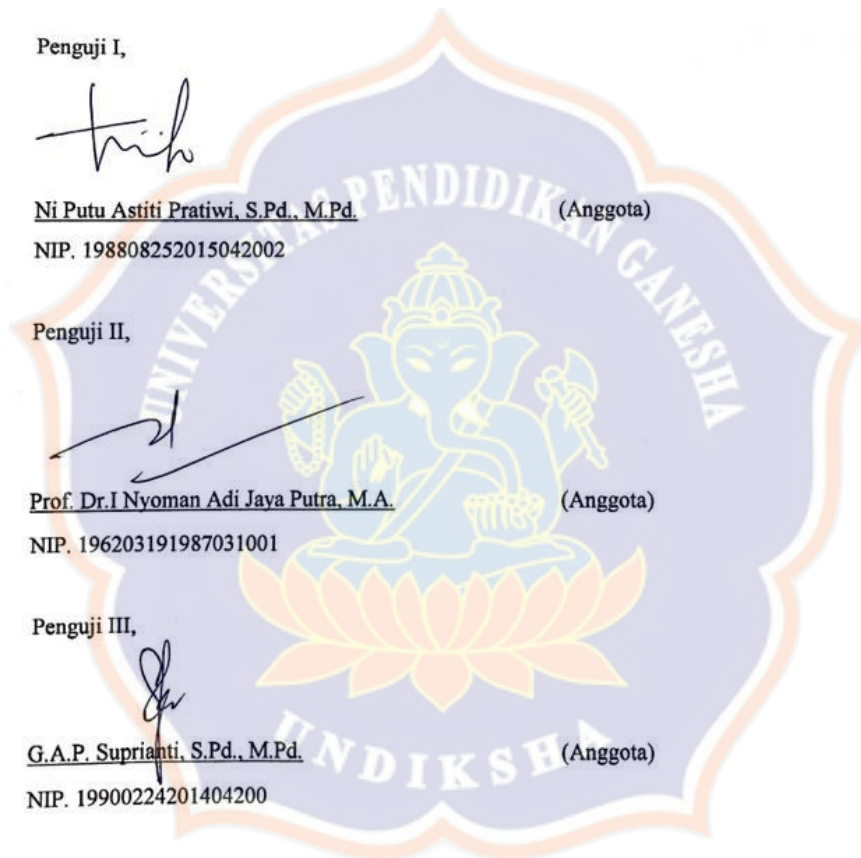 Penguji I,
Ni Putu Astiti Pratiwi, S.Pd., M.Pd. (Anggota)
NIP. 198808252015042002
Penguji II,
Prof. Dr.I Nyoman Adi Jaya Putra, M.A. (Anggota)
NIP. 196203191987031001
Penguji III,
G.A.P. Suprianti, S.Pd., M.Pd. (Anggota)
NIP. 19900224201404200
UNIVERSITAS PENDIDIKAN GANESHA
UNDIKSHA